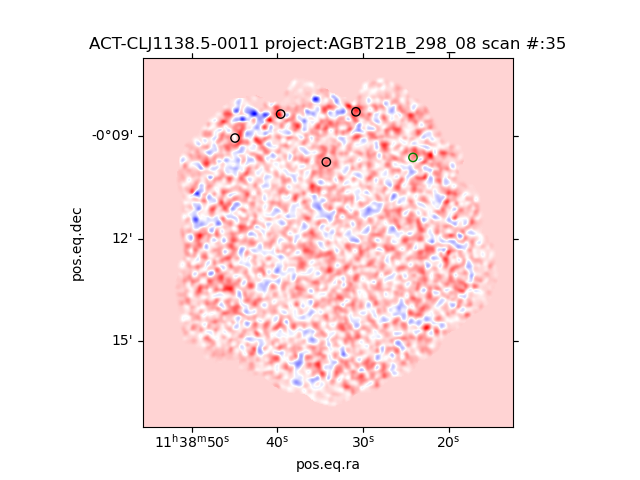 ACT-CLJ1138.5-0011 project:AGBT21B_298_08 scan #:35
pos.eq.dec
-0°09'
12'
15'
11ʰ38ᵐ50ˢ 40ˢ 30ˢ 20ˢ
pos.eq.ra